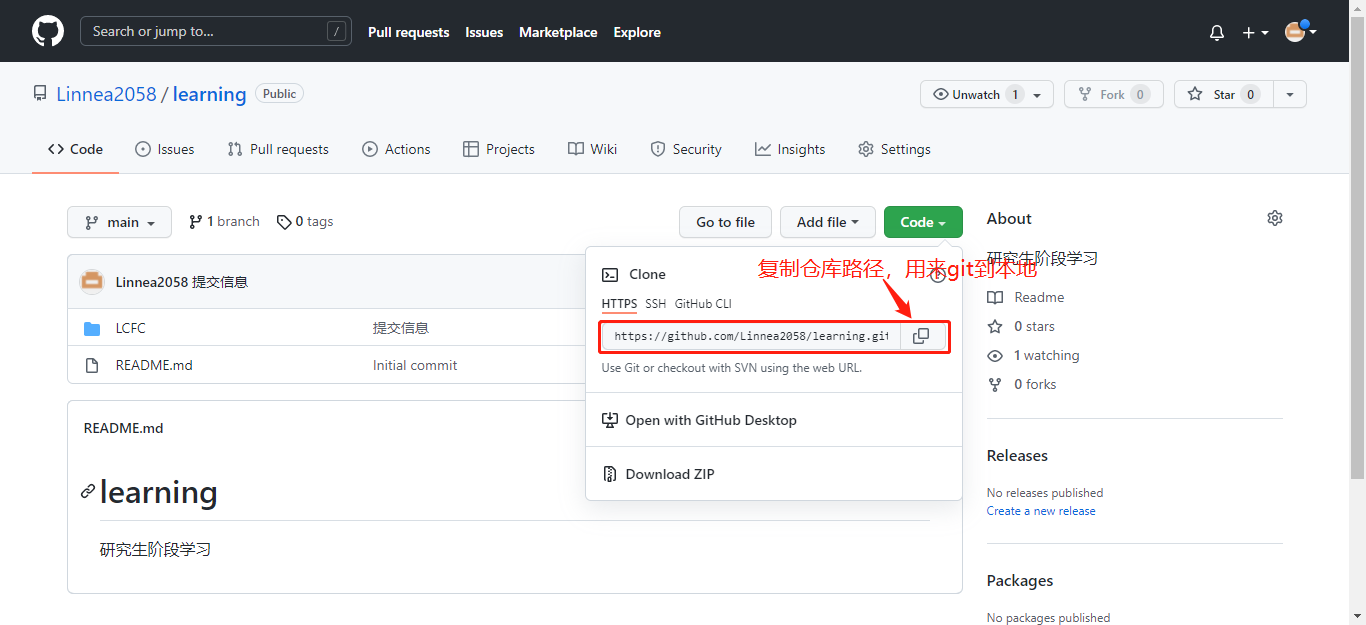 Search or jump to... /
Pull requests Issues Marketplace Explore
Linnea2058 / learning Public
Unwatch 1 Fork 0 Star 0
Code Issues Pull requests Actions Projects Wiki Security Insights Settings
main 1 branch 0 tags
Go to file Add file Code
Linnea2058 提交信息
LCFC 提交信息
README.md Initial commit
Clone
复制仓库路径，用来git到本地
HTTPS SSH GitHub CLI
https://github.com/Linnea2058/learning.git
Use Git or checkout with SVN using the web URL.
Open with GitHub Desktop
Download ZIP
README.md
learning
研究生阶段学习
About
研究生阶段学习
Readme
0 stars
1 watching
0 forks
Releases
No releases published
Create a new release
Packages
No packages published